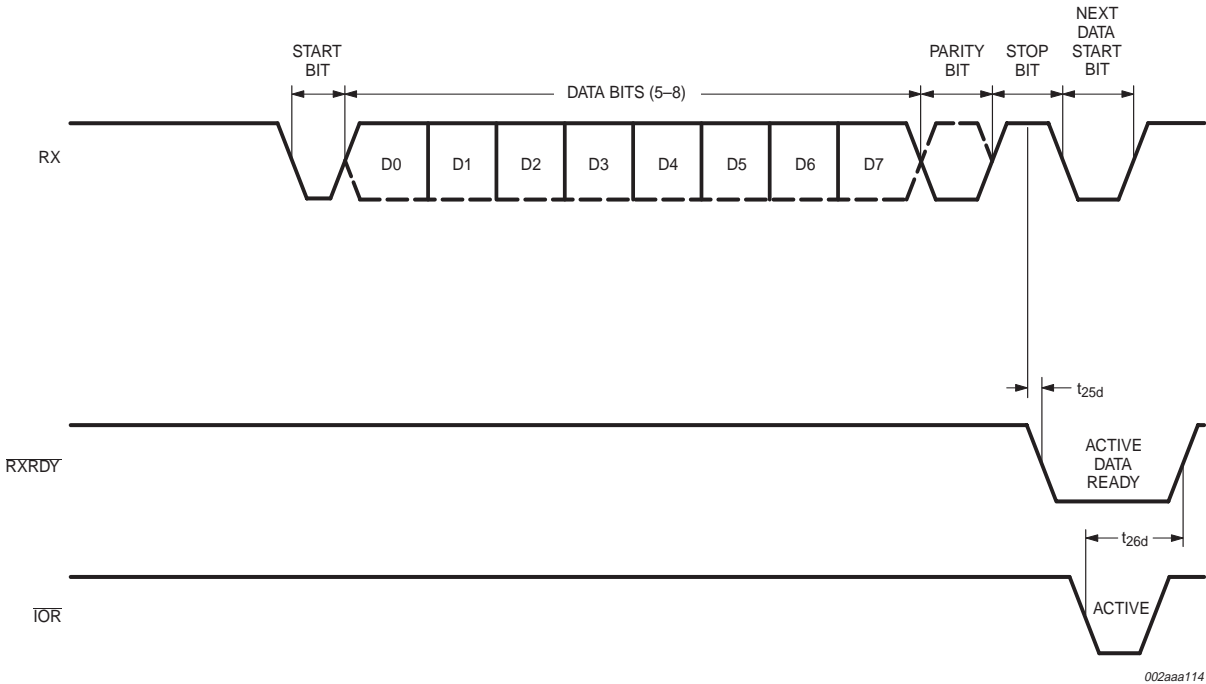 START
BIT
DATA BITS (5–8)
PARITY
BIT
STOP
BIT
NEXT
DATA
START
BIT
RX
D0
D1
D2
D3
D4
D5
D6
D7
t25d
RXRDY
ACTIVE
DATA
READY
t26d
IOR
ACTIVE
002aaa114